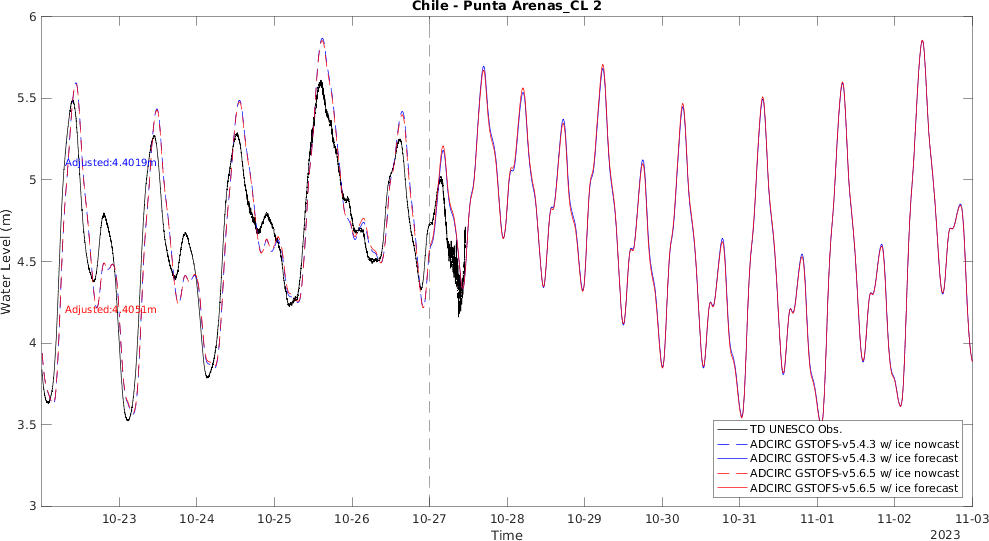 Chile - Punta Arenas_CL 2
Water Level (m)
6
5.5
5
4.5
4
3.5
3
Adjusted:4.4019m
Adjusted:4.4051m
TD UNESCO Obs.
ADCIRC GSTOFS-v5.4.3 w/ ice nowcast
ADCIRC GSTOFS-v5.4.3 w/ ice forecast
ADCIRC GSTOFS-v5.6.5 w/ ice nowcast
ADCIRC GSTOFS-v5.6.5 w/ ice forecast
10-23 10-24 10-25 10-26 10-27 10-28 10-29 10-30 10-31 11-01 11-02 11-03
Time
2023